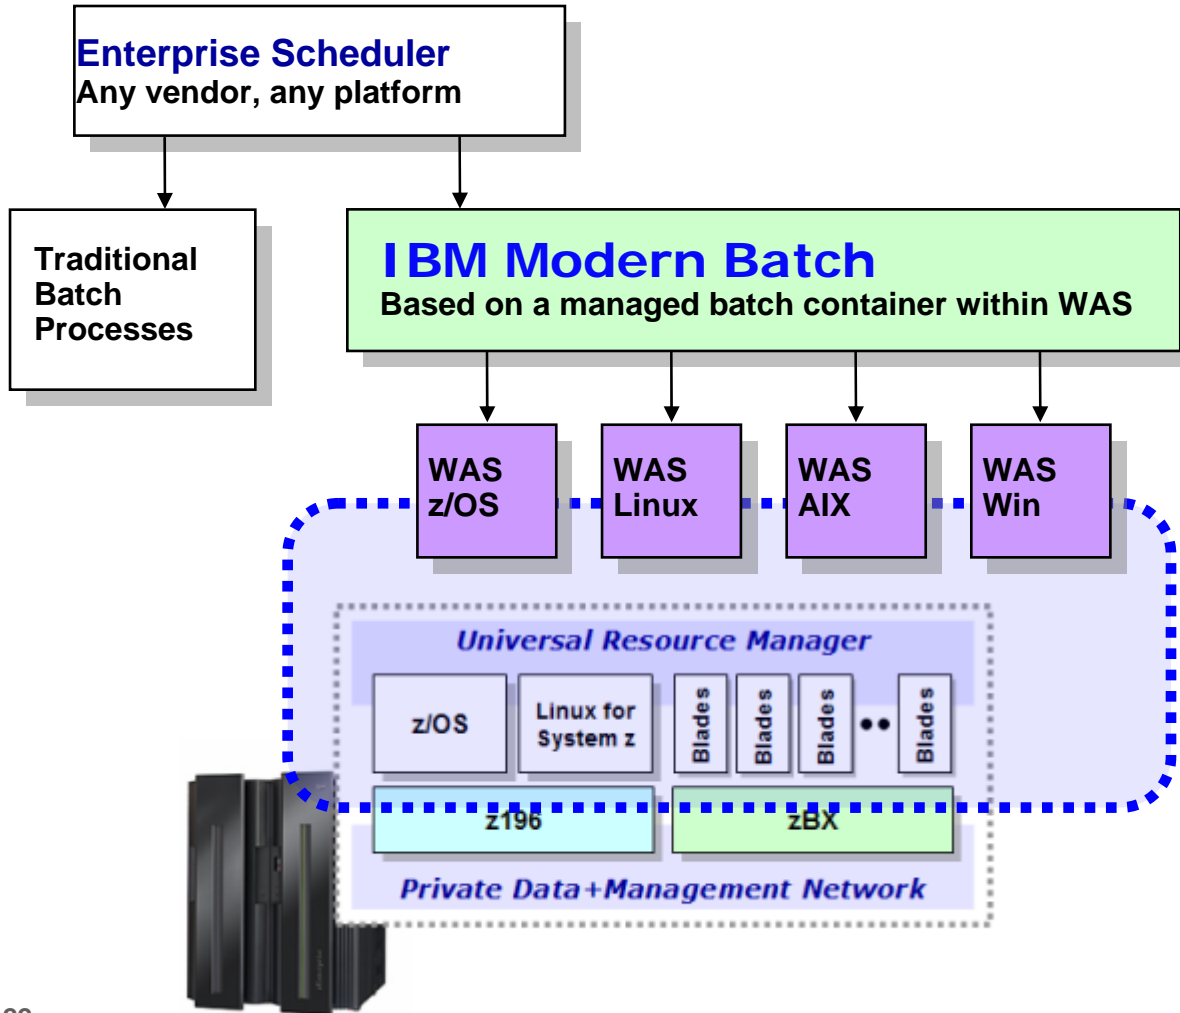 Enterprise Scheduler
Any vendor, any platform
Traditional
Batch
Processes
IBM Modern Batch
Based on a managed batch container within WAS
WAS
z/OS
WAS
Linux
WAS
AIX
WAS
Win
Universal Resource Manager
z/OS
Linux for
System z
Blades
Blades
Blades
••
Blades
z196
zBX
Private Data+Management Network